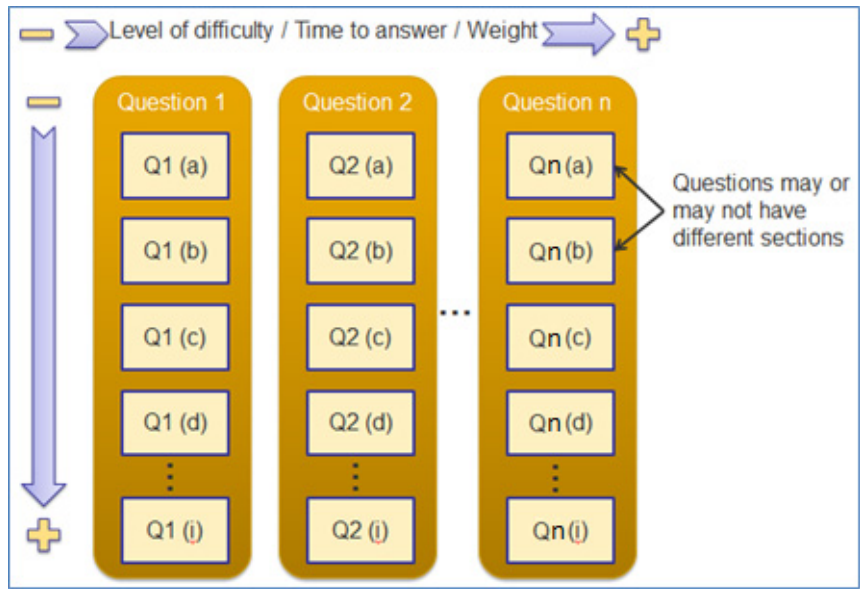 Level of difficulty / Time to answer / Weight
Question 1
Question 2
Question n
Q1 (a)
Q2 (a)
Qn (a)
Questions may or
may not have
different sections
Q1 (b)
Q2 (b)
Qn (b)
...
Q1 (c)
Q2 (c)
Qn (c)
Q1 (d)
Q2 (d)
Qn (d)
Q1 (i)
Q2 (i)
Qn (i)